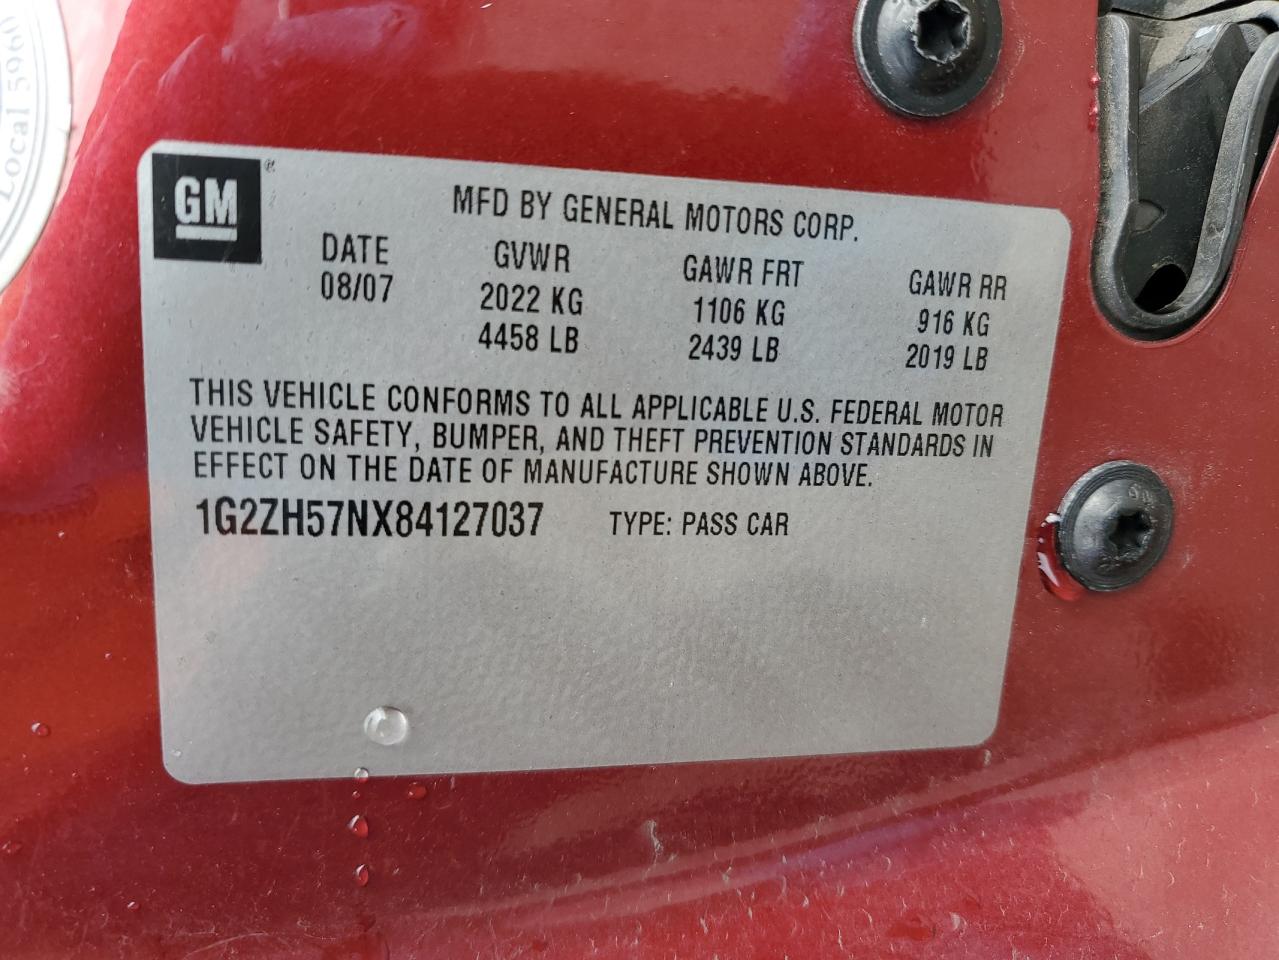 Local 5960
GM®
MFD BY GENERAL MOTORS CORP.
DATE GVWR GAWR FRT GAWR RR
08/07 2022 KG 1106 KG 916 KG
4458 LB 2439 LB 2019 LB
THIS VEHICLE CONFORMS TO ALL APPLICABLE U.S. FEDERAL MOTOR
VEHICLE SAFETY, BUMPER, AND THEFT PREVENTION STANDARDS IN
EFFECT ON THE DATE OF MANUFACTURE SHOWN ABOVE.
1G2ZH57NX84127037 TYPE: PASS CAR